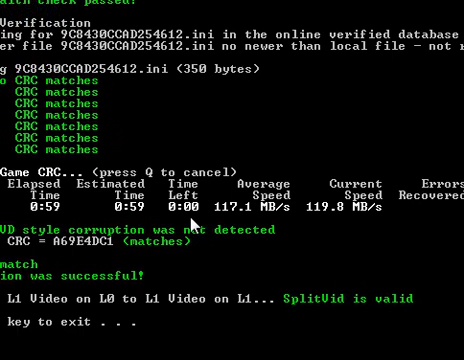 alth check passed!
Verification
ing for 9C8430CCAD254612.ini in the online verified database
er file 9C8430CCAD254612.ini no newer than local file - not r
g 9C8430CCAD254612.ini (350 bytes)
o CRC matches
CRC matches
CRC matches
CRC matches
CRC matches
CRC matches
CRC matches
Game CRC... (press Q to cancel)
Elapsed Estimated Time Average Current Errors
Time Time Left Speed Speed Recovered
0:59 0:59 0:00 117.1 MB/s 119.8 MB/s
VD style corruption was not detected
CRC = A69E4DC1 (matches)
match
ion was successful!
L1 Video on L0 to L1 Video on L1... SplitVid is valid
key to exit . . .